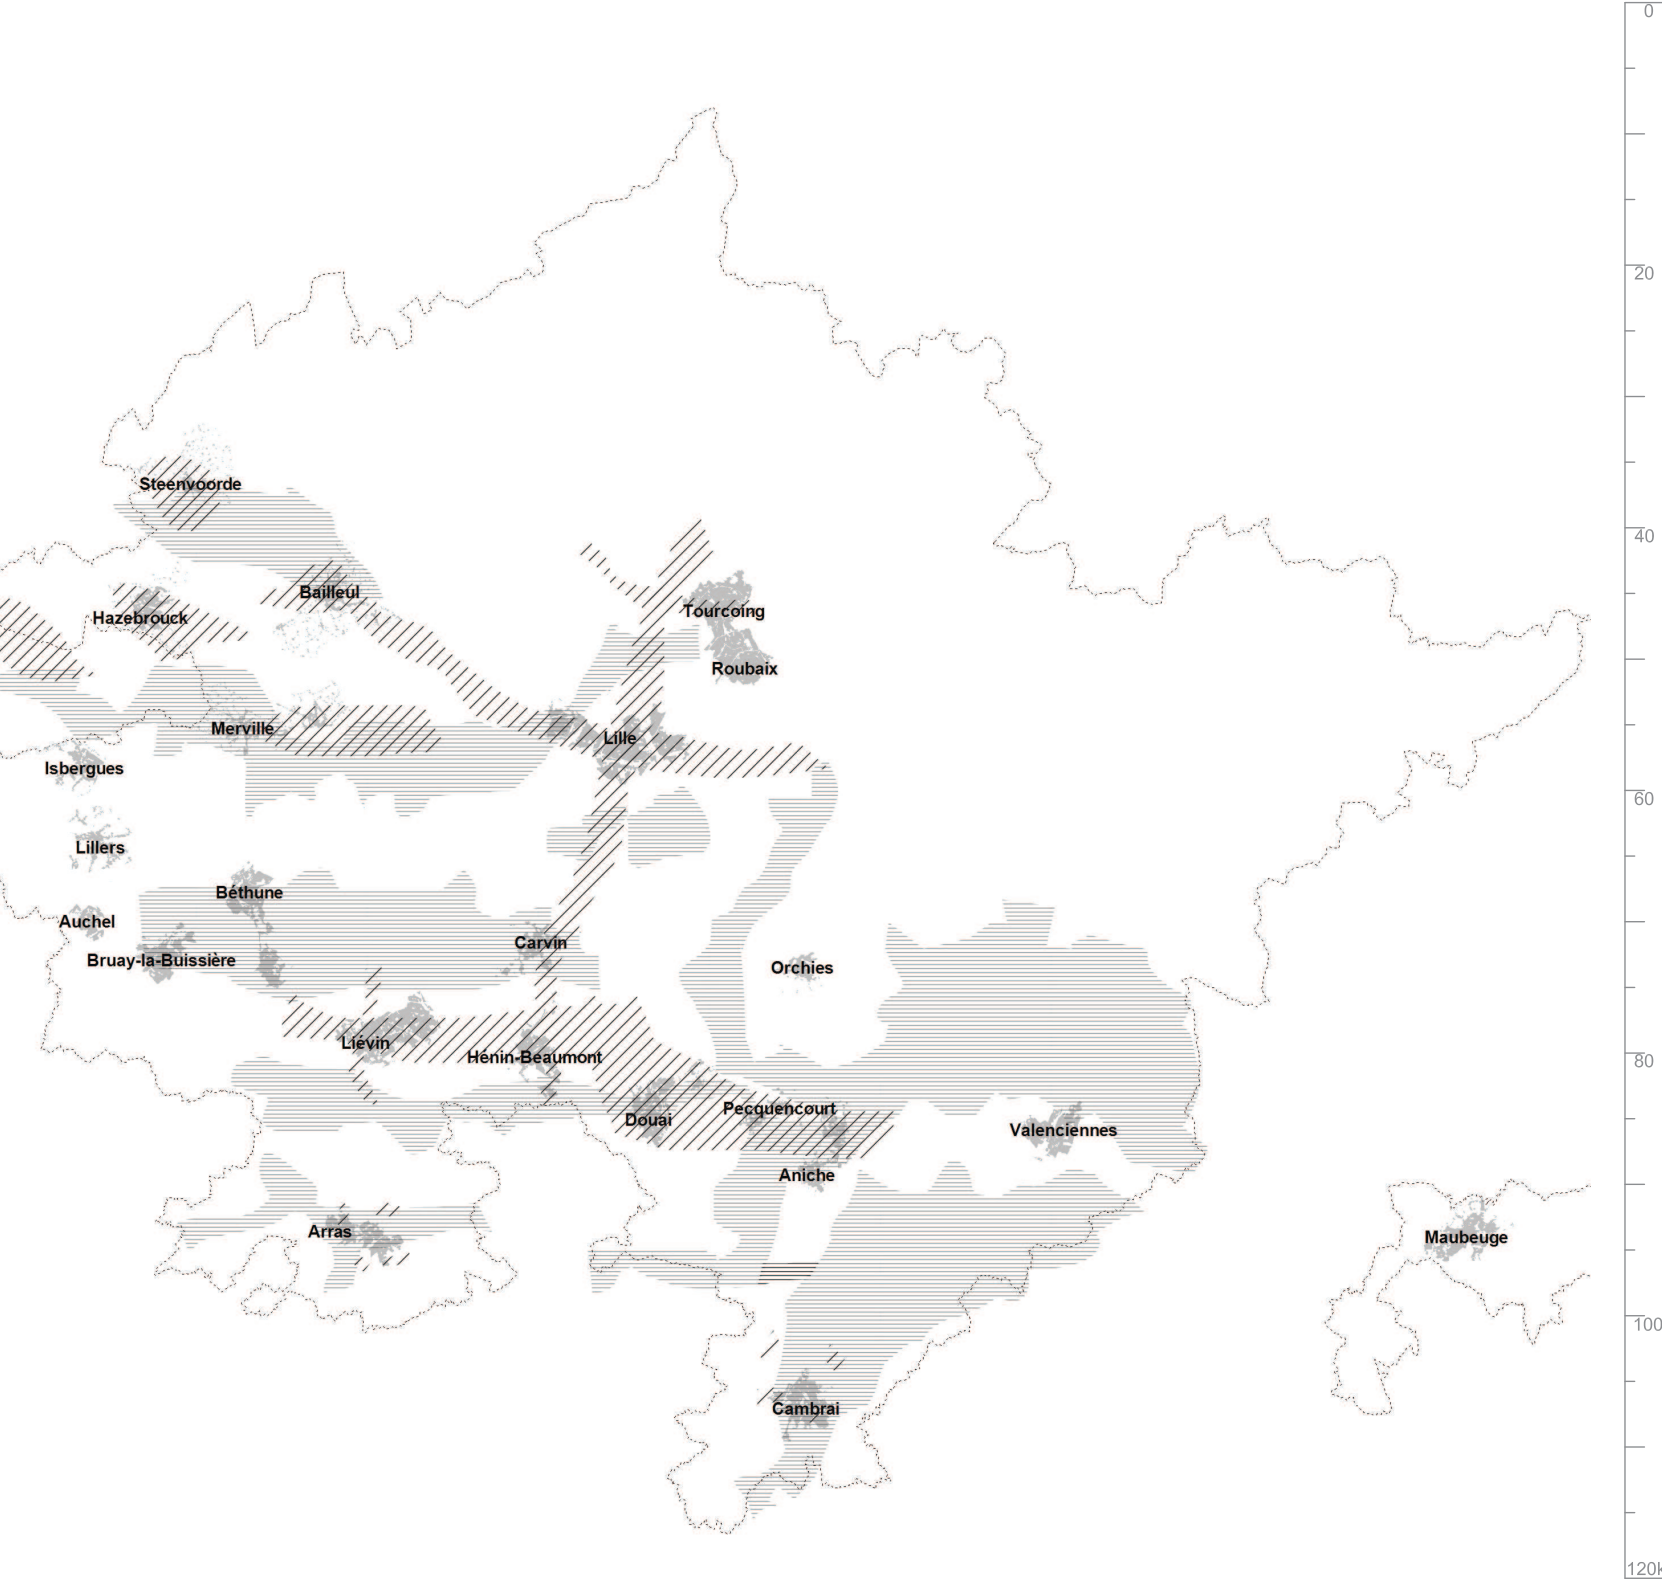 0
20
Steenvoorde
40
Bailleul
Hazebrouck
Tourcoing
Roubaix
Merville
Lille
Isbergues
60
Lillers
Béthune
Auchel
Carvin
Bruay-la-Buissière
Orchies
Liévin
Hénin-Beaumont
80
Pecquencourt
Douai
Valenciennes
Aniche
Arras
Maubeuge
100
Cambrai
120k